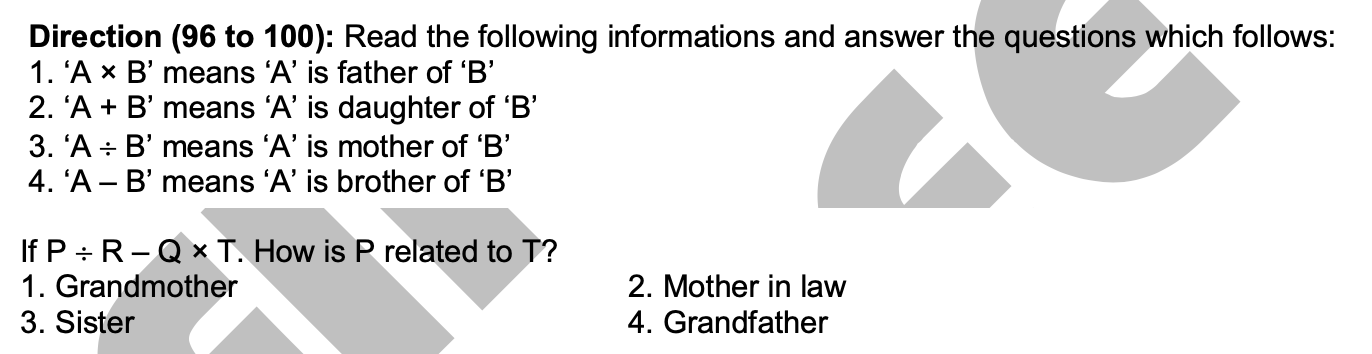 Direction (96 to 100): Read the following informations and answer the questions which follows:
1. ‘A × B’ means ‘A’ is father of ‘B’
2. ‘A + B’ means ‘A’ is daughter of ‘B’
3. ‘A ÷ B’ means ‘A’ is mother of ‘B’
4. ‘A – B’ means ‘A’ is brother of ‘B’
If P ÷ R – Q × T. How is P related to T?
1. Grandmother 2. Mother in law
3. Sister 4. Grandfather